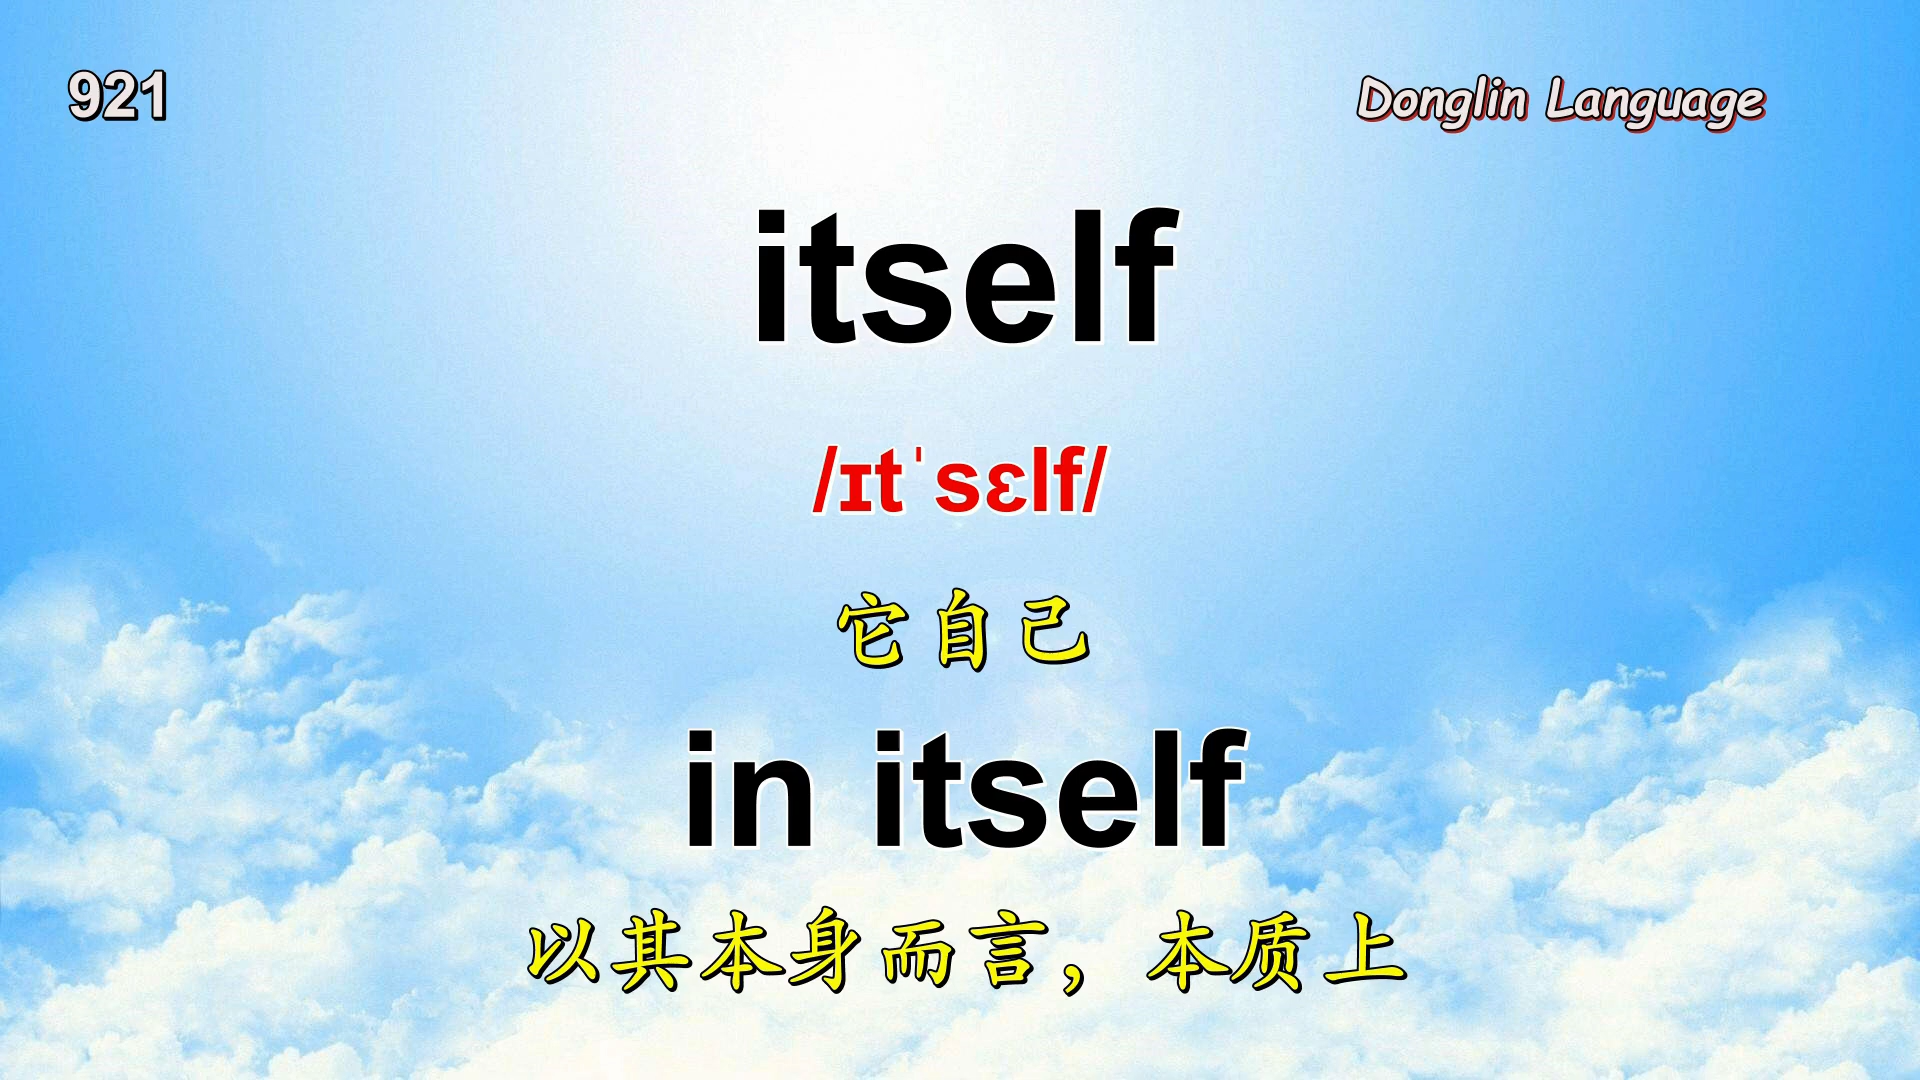 921
Donglin Language
itself
/ɪtˈsɛlf/
它自己
in itself
以其本身而言，本质上